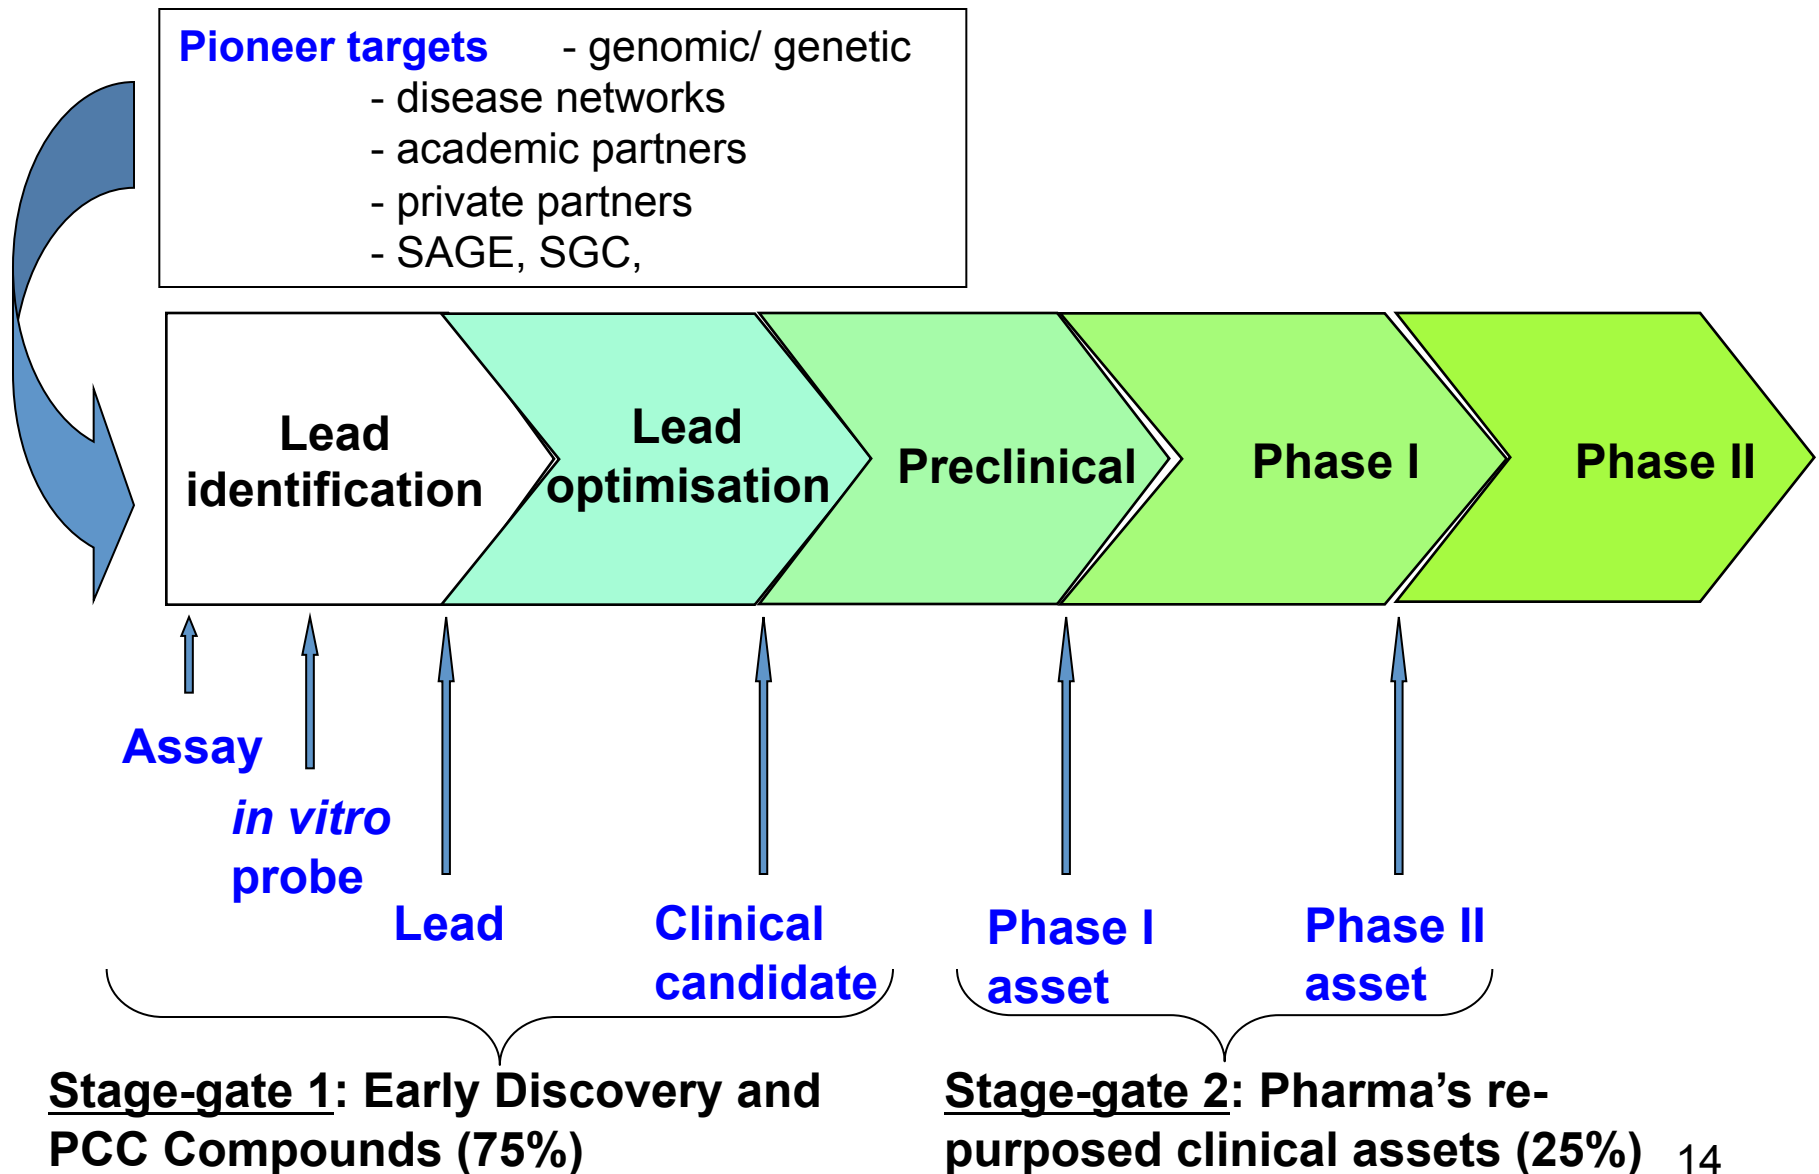 Pioneer targets - genomic/ genetic
- disease networks
- academic partners
- private partners
- SAGE, SGC,
Lead
identification
Lead
optimisation
Preclinical
Phase I
Phase II
Assay
in vitro
probe
Lead
Clinical
candidate
Phase I
asset
Phase II
asset
Stage-gate 1: Early Discovery and
PCC Compounds (75%)
Stage-gate 2: Pharma’s re-
purposed clinical assets (25%)
14